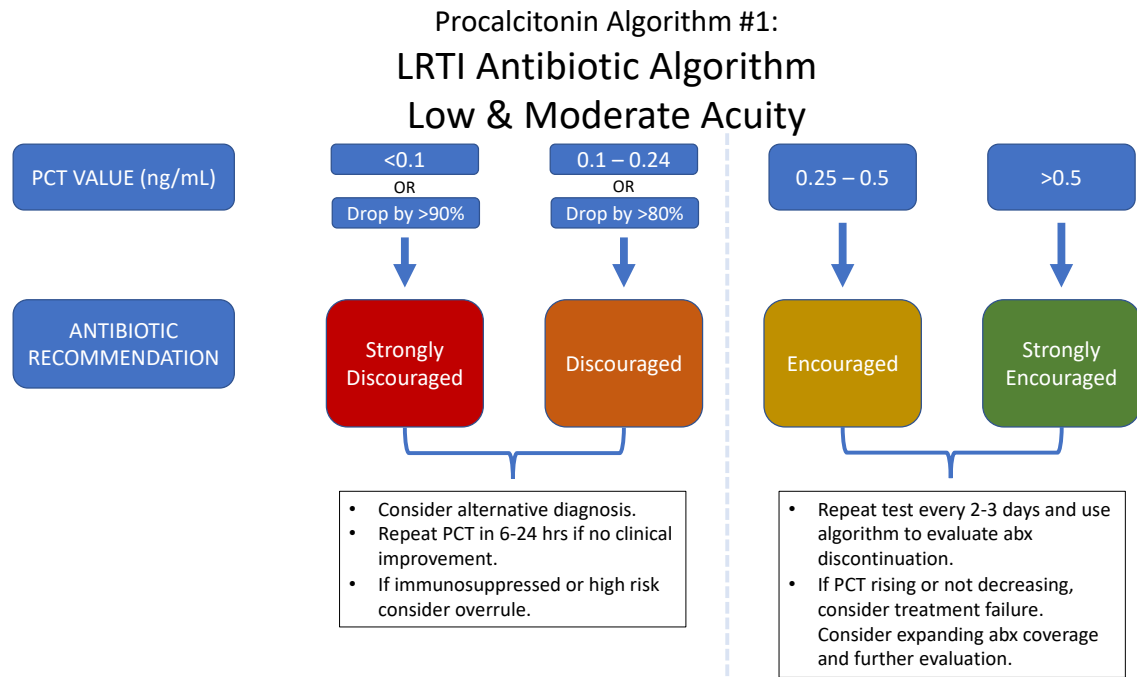 Procalcitonin Algorithm #1:
LRTI Antibiotic Algorithm
Low & Moderate Acuity
PCT VALUE (ng/mL)
<0.1
OR
Drop by >90%
0.1 – 0.24
OR
Drop by >80%
0.25 – 0.5
>0.5
ANTIBIOTIC
RECOMMENDATION
Strongly
Discouraged
Discouraged
Encouraged
Strongly
Encouraged
• Consider alternative diagnosis.
• Repeat PCT in 6-24 hrs if no clinical
improvement.
• If immunosuppressed or high risk
consider overrule.
• Repeat test every 2-3 days and use
algorithm to evaluate abx
discontinuation.
• If PCT rising or not decreasing,
consider treatment failure.
Consider expanding abx coverage
and further evaluation.